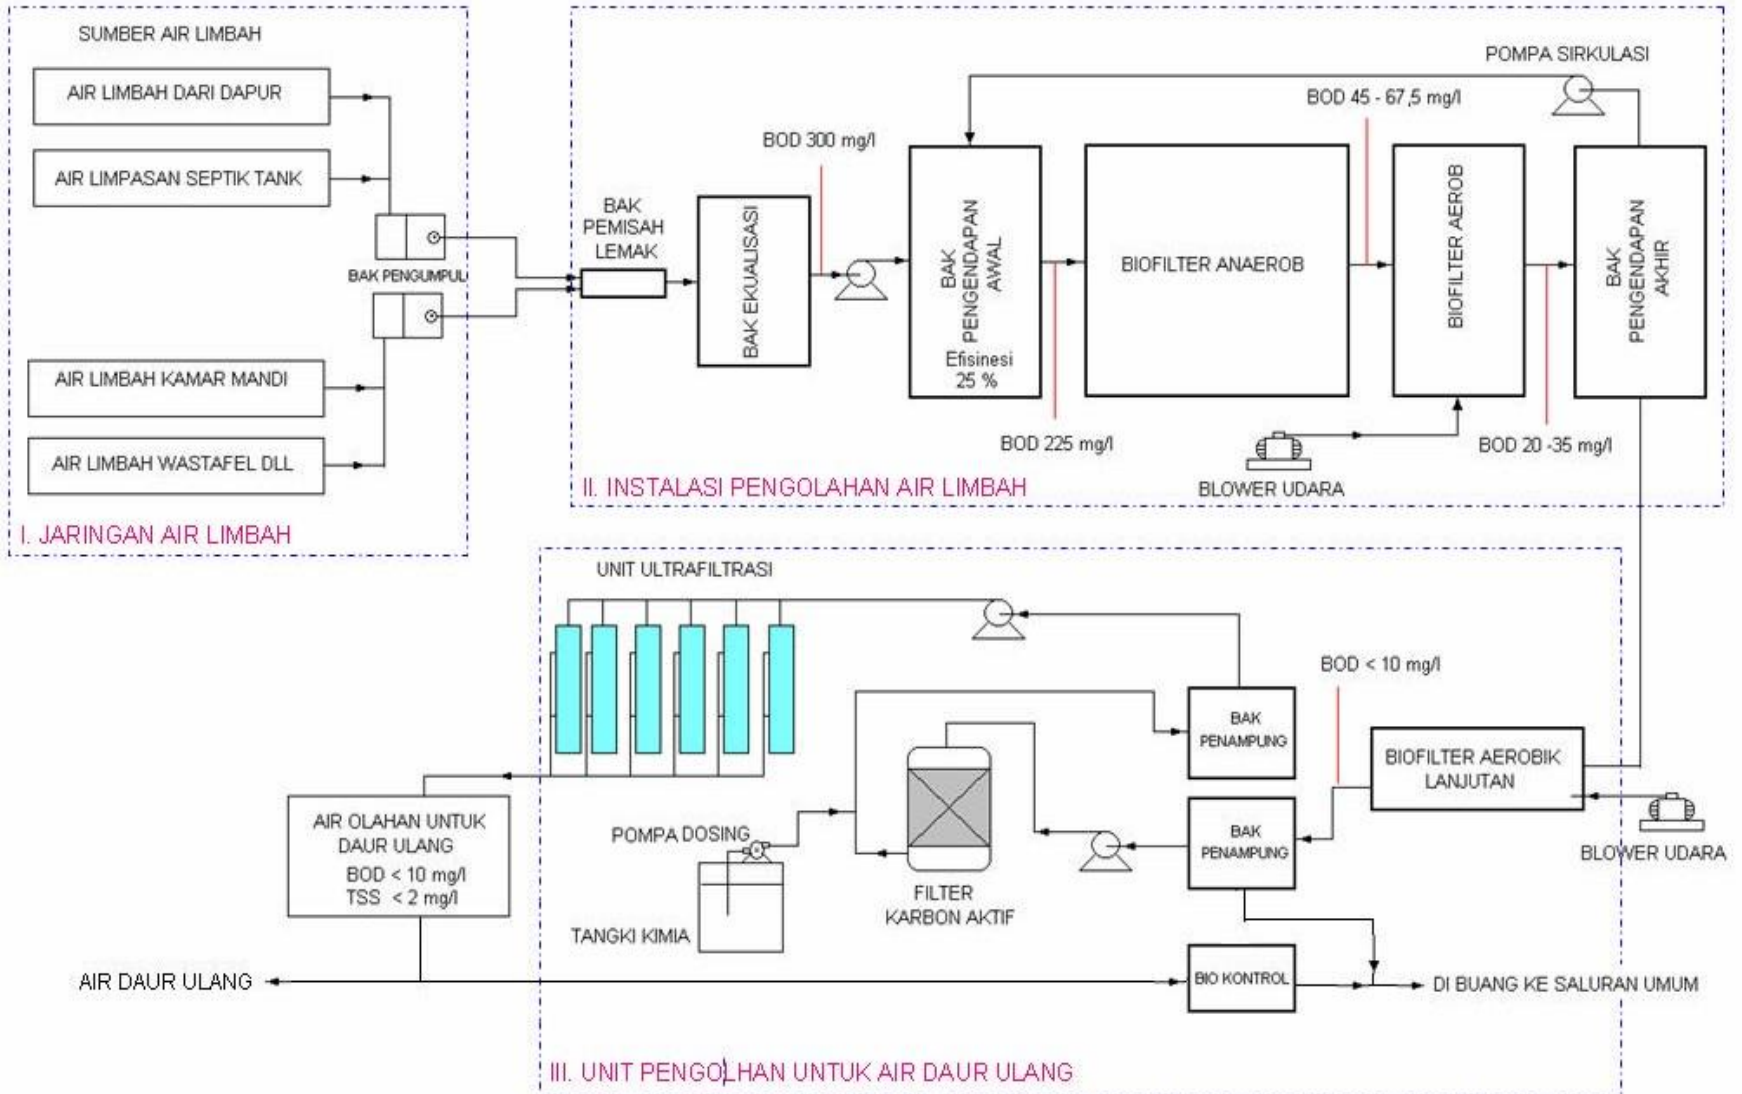 SUMBER AIR LIMBAH
AIR LIMBAH DARI DAPUR
AIR LIMPASAN SEPTIK TANK
BAK PENGUMPUL
AIR LIMBAH KAMAR MANDI
AIR LIMBAH WASTAFEL DLL
I. JARINGAN AIR LIMBAH
POMPA SIRKULASI
BOD 45 - 67,5 mg/l
BOD 300 mg/l
BAK
PEMISAH
LEMAK
BAK EKUALISASI
BAK
PENGENDAPAN
AWAL
Efisinesi
25 %
BIOFILTER ANAEROB
BIOFILTER AEROB
BAK
PENGENDAPAN
AKHIR
BOD 225 mg/l
BOD 20 -35 mg/l
BLOWER UDARA
II. INSTALASI PENGOLAHAN AIR LIMBAH
UNIT ULTRAFILTRASI
BOD < 10 mg/l
BAK
PENAMPUNG
BIOFILTER AEROBIK
LANJUTAN
BAK
PENAMPUNG
BLOWER UDARA
AIR OLAHAN UNTUK
DAUR ULANG
BOD < 10 mg/l
TSS < 2 mg/l
POMPA DOSING
FILTER
KARBON AKTIF
TANGKI KIMIA
AIR DAUR ULANG
BIO KONTROL
DI BUANG KE SALURAN UMUM
III. UNIT PENGOLHAN UNTUK AIR DAUR ULANG